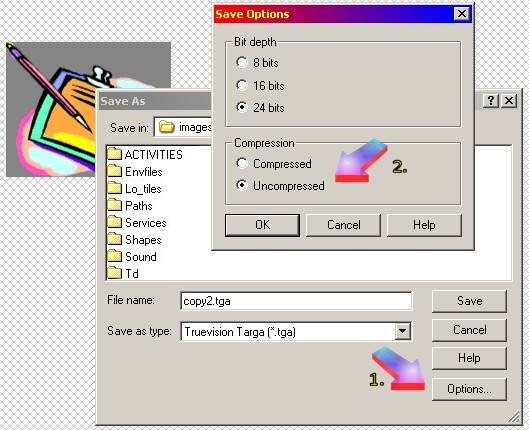 Save Options
Bit depth
8 bits
16 bits
24 bits
Compression
Compressed
Uncompressed
2.
OK Cancel Help
Save As
Save in: images
ACTIVITIES
Envfiles
Lo_tiles
Paths
Services
Shapes
Sound
Td
File name: copy2.tga Save
Save as type: Truevision Targa (*.tga) Cancel
Help
1. Options...